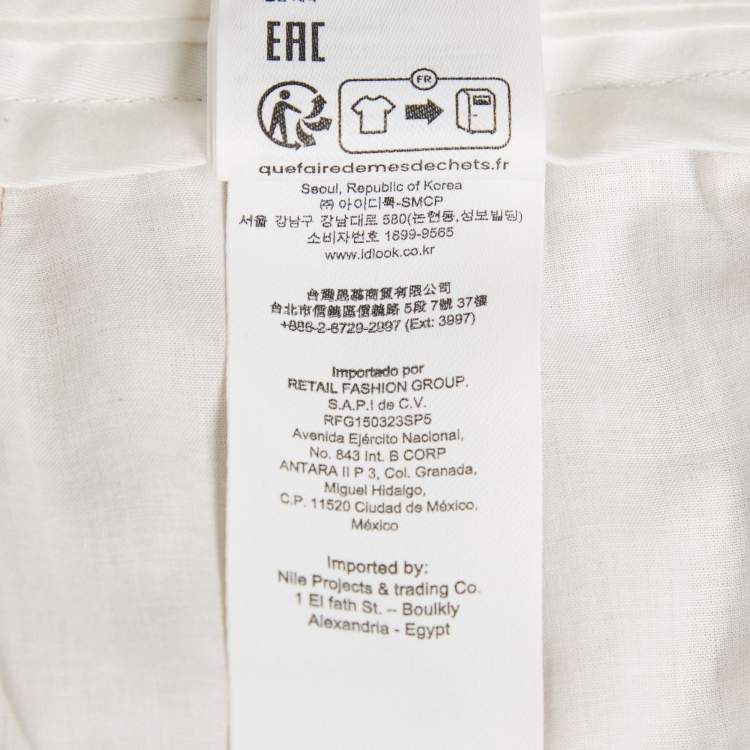 EAC
FR
quefairedemesdechets.fr
Seoul, Republic of Korea
㈜ 아이디룩-SMCP
서울 강남구 강남대로 580(논현동,성보빌딩)
소비자번호 1899-9565
www.idlook.co.kr
台灣晟慕商貿有限公司
台北市信義區信義路 5段 7號 37樓
+886-2-8729-2997 (Ext: 3997)
Importado por
RETAIL FASHION GROUP,
S.A.P.I de C.V.
RFG150323SP5
Avenida Ejército Nacional,
No. 843 Int. B CORP
ANTARA II P 3, Col. Granada,
Miguel Hidalgo,
C.P. 11520 Ciudad de México,
México
Imported by:
Nile Projects & trading Co.
1 El fath St. – Boulkly
Alexandria - Egypt